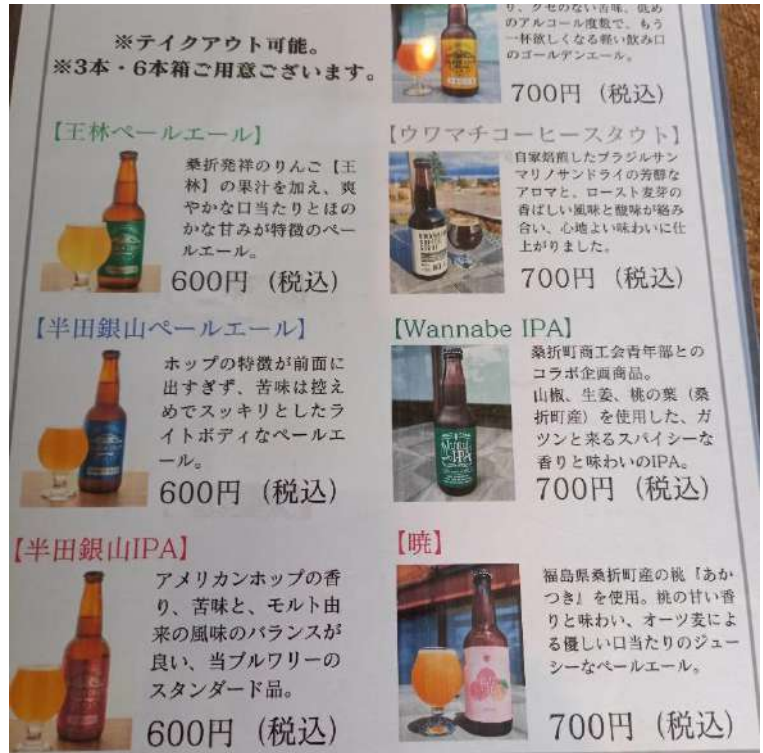 ※テイクアウト可能。
※3本・6本箱ご用意ございます。
【王林ペールエール】
桑折発祥のりんご【王
林】の果汁を加え、爽
やかな口当たりとほの
かな甘みが特徴のペー
ルエール。
600円（税込）
【半田銀山ペールエール】
ホップの特徴が前面に
出すぎず、苦味は控え
めでスッキリとしたラ
イトボディなペールエ
ール。
600円（税込）
【半田銀山IPA】
アメリカンホップの香
り、苦味と、モルト由
来の風味のバランスが
良い、当ブルワリーの
スタンダード品。
600円（税込）
り、クセのない苦味。低め
のアルコール度数で、もう
一杯欲しくなる軽い飲み口
のゴールデンエール。
700円（税込）
【ウワマチコーヒースタウト】
自家焙煎したブラジルサン
マリノサンドライの芳醇な
アロマと、ロースト麦芽の
香ばしい風味と酸味が絡み
合い、心地よい味わいに仕
上がりました。
700円（税込）
【Wannabe IPA】
桑折町商工会青年部との
コラボ企画商品。
山椒、生姜、桃の葉（桑
折町産）を使用した、ガ
ツンと来るスパイシーな
香りと味わいのIPA。
700円（税込）
【暁】
福島県桑折町産の桃『あか
つき』を使用。桃の甘い香
りと味わい、オーツ麦によ
る優しい口当たりのジュー
シーなペールエール。
700円（税込）